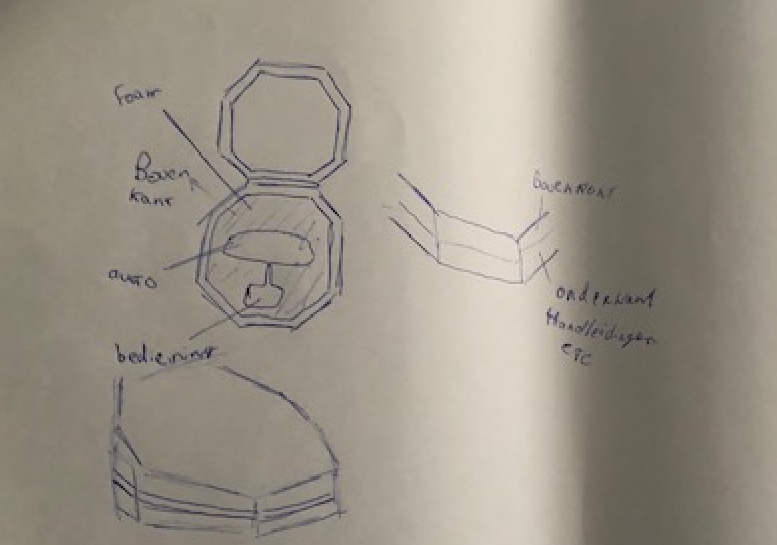 foam
Boven
kant
auto
bediening
Bovenkant
onderkant
Handleidingen
etc